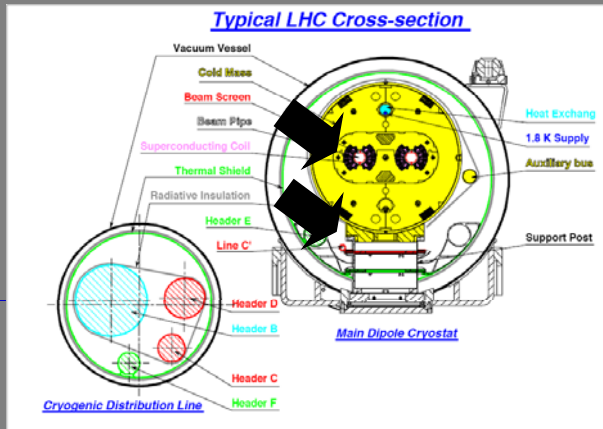 Typical LHC Cross-section
Vacuum Vessel
Cold Mass
Beam Screen
Beam Pipe
Superconducting Coil
Thermal Shield
Radiative Insulation
Header E
Line C'
Heat Exchang
1.8 K Supply
Auxiliary bus
Support Post
Header D
Header B
Header C
Header F
Main Dipole Cryostat
Cryogenic Distribution Line